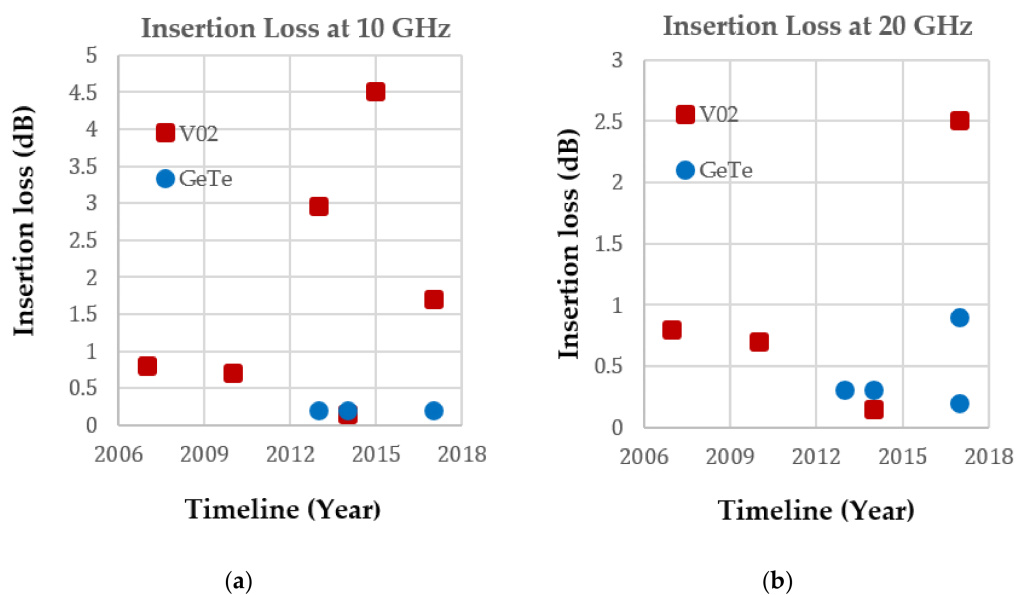 Insertion Loss at 10 GHz
Insertion loss (dB)
5
4.5
4
3.5
3
2.5
2
1.5
1
0.5
0
V02
GeTe
2006 2009 2012 2015 2018
Timeline (Year)
(a)
Insertion Loss at 20 GHz
Insertion loss (dB)
3
2.5
2
1.5
1
0.5
0
V02
GeTe
2006 2009 2012 2015 2018
Timeline (Year)
(b)